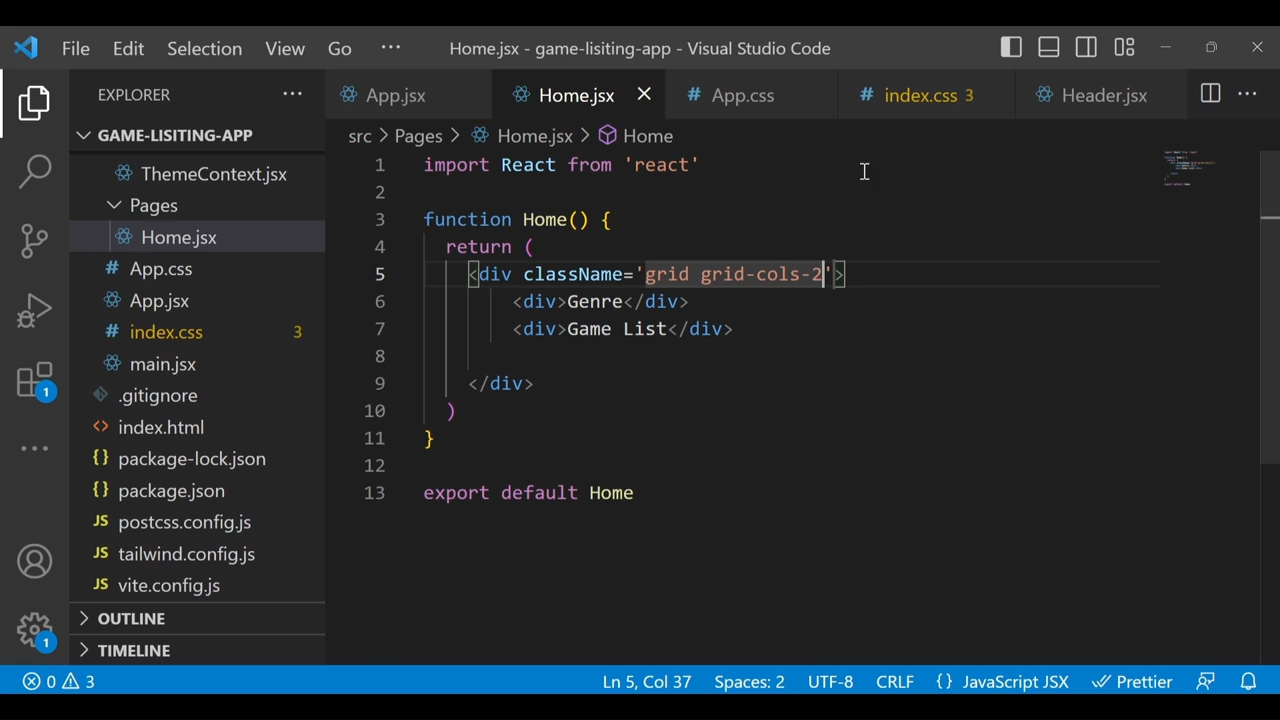 File Edit Selection View Go ··· Home.jsx - game-lisiting-app - Visual Studio Code
EXPLORER ···
App.jsx Home.jsx # App.css # index.css 3 Header.jsx ···
GAME-LISITING-APP
src > Pages > Home.jsx > Home
ThemeContext.jsx
Pages
Home.jsx
# App.css
App.jsx
# index.css 3
main.jsx
.gitignore
<> index.html
{} package-lock.json
{} package.json
JS postcss.config.js
JS tailwind.config.js
JS vite.config.js
OUTLINE
TIMELINE
1
1
1 import React from 'react'
2
3 function Home() {
4 return (
5 <div className='grid grid-cols-2'>
6 <div>Genre</div>
7 <div>Game List</div>
8
9 </div>
10 )
11 }
12
13 export default Home
0 3 Ln 5, Col 37 Spaces: 2 UTF-8 CRLF {} JavaScript JSX Prettier